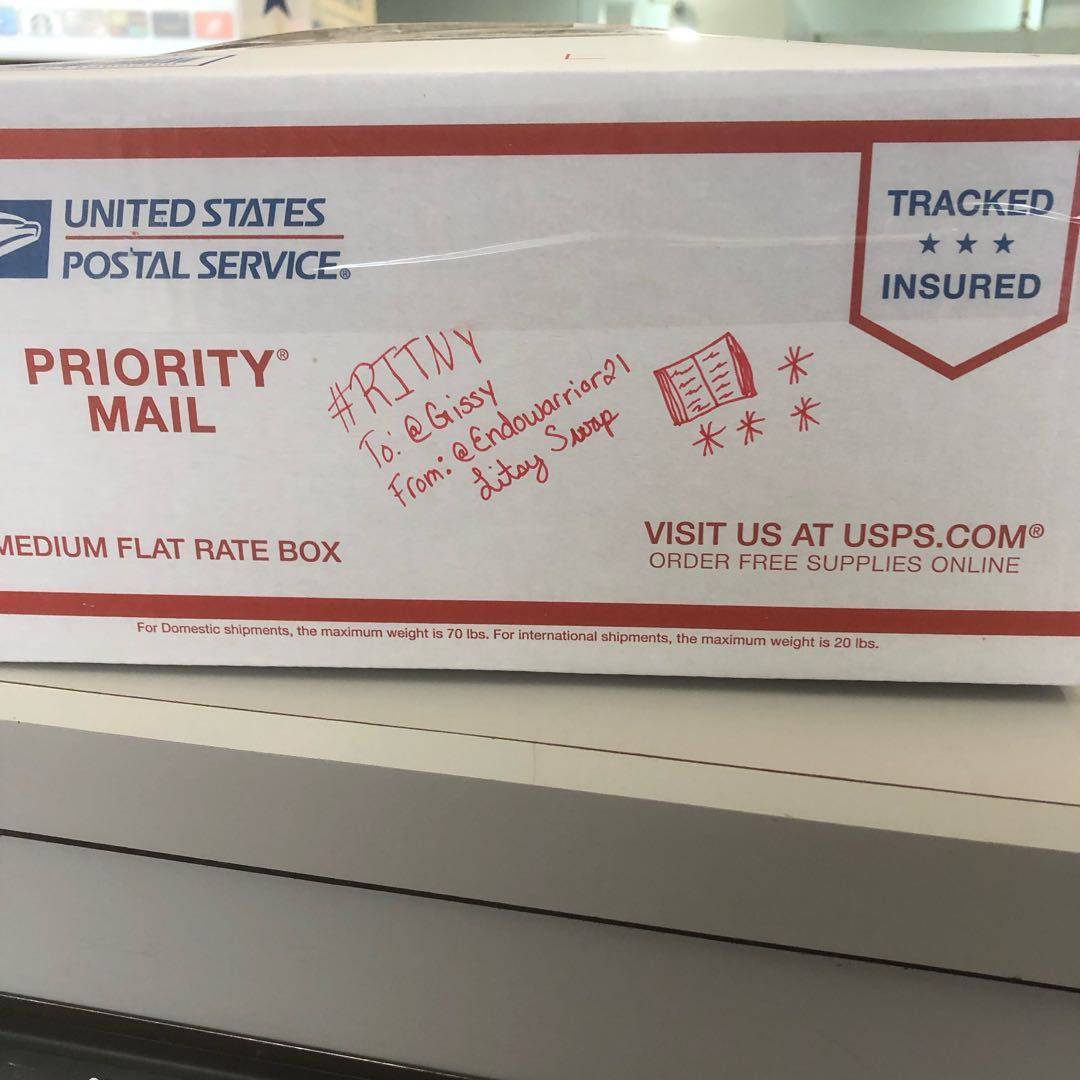 UNITED STATES
POSTAL SERVICE®
TRACKED
INSURED
PRIORITY®
MAIL
#RITNY
To: @Gissy
From: @Endowarrior21
Litsy Swap
MEDIUM FLAT RATE BOX
VISIT US AT USPS.COM®
ORDER FREE SUPPLIES ONLINE
For Domestic shipments, the maximum weight is 70 lbs. For international shipments, the maximum weight is 20 lbs.